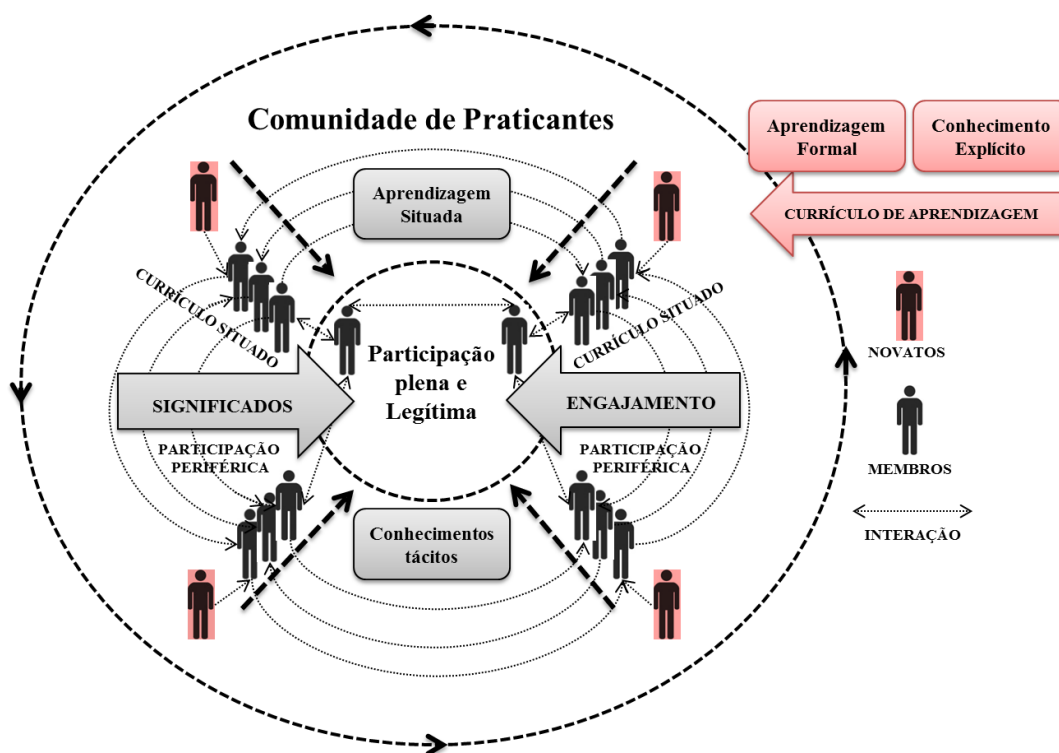 Comunidade de Praticantes
Aprendizagem
Formal
Conhecimento
Explícito
CURRÍCULO DE APRENDIZAGEM
Aprendizagem
Situada
CURRÍCULO SITUADO
CURRÍCULO SITUADO
Participação
plena e
Legítima
SIGNIFICADOS
ENGAJAMENTO
PARTICIPAÇÃO
PERIFÉRICA
PARTICIPAÇÃO
PERIFÉRICA
Conhecimentos
tácitos
NOVATOS
MEMBROS
INTERAÇÃO